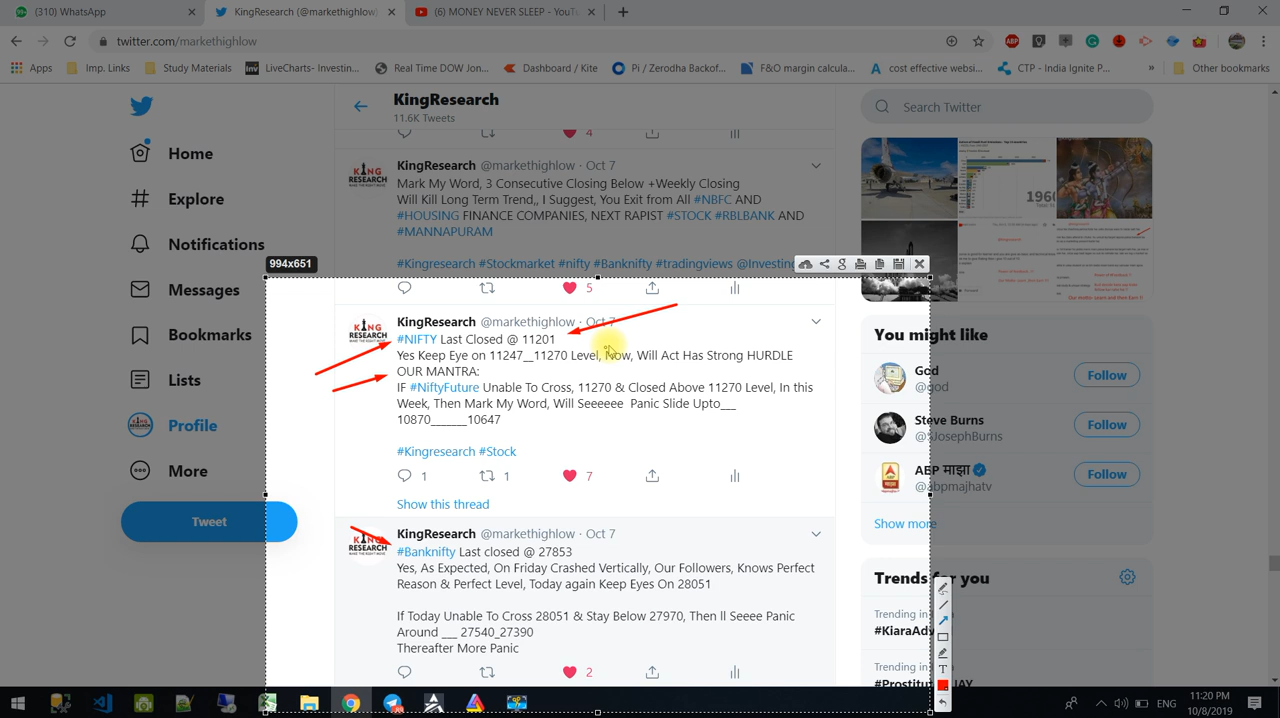 (310) WhatsApp
KingResearch (@markethighlow
(6) MONEY NEVER SLEEP - YouTu
twitter.com/markethighlow
Apps
Imp. Links
Study Materials
LiveCharts- Investin...
Real Time DOW Jon...
Dashboard / Kite
Pi / Zerodha Backof...
F&O margin calcula...
cost effective websi...
CTP - India Ignite P...
Other bookmarks
KingResearch
11.6K Tweets
Search Twitter
Home
Explore
Notifications
Messages
Bookmarks
Lists
Profile
More
Tweet
4
KingResearch @markethighlow · Oct 7
Mark My Word, 3 Consecutive Closing Below +Weekly Closing
Will Kill Long Term Trend,, I Suggest, You Exit from All #NBFC AND
#HOUSING FINANCE COMPANIES, NEXT RAPIST #STOCK #RBLBANK AND
#MANNAPURAM
#Kingresearch #Stockmarket #nifty #Banknifty #tradingviews @Investing
994x651
5
KingResearch @markethighlow · Oct 7
#NIFTY Last Closed @ 11201
Yes Keep Eye on 11247__11270 Level, Now, Will Act Has Strong HURDLE
OUR MANTRA:
IF #NiftyFuture Unable To Cross, 11270 & Closed Above 11270 Level, In this
Week, Then Mark My Word, Will Seeeeee Panic Slide Upto___
10870_______10647
#Kingresearch #Stock
1 1 7
Show this thread
KingResearch @markethighlow · Oct 7
#Banknifty Last closed @ 27853
Yes, As Expected, On Friday Crashed Vertically, Our Followers, Knows Perfect
Reason & Perfect Level, Today again Keep Eyes On 28051
If Today Unable To Cross 28051 & Stay Below 27970, Then ll Seeee Panic
Around ___ 27540_27390
Thereafter More Panic
2
You might like
God
@god
Follow
Steve Burns
@SJosephBurns
Follow
ABP माझा
@abpmajhatv
Follow
Show more
Trends for you
Trending in
#KiaraAdv
Trending in
ENG
11:20 PM
10/8/2019